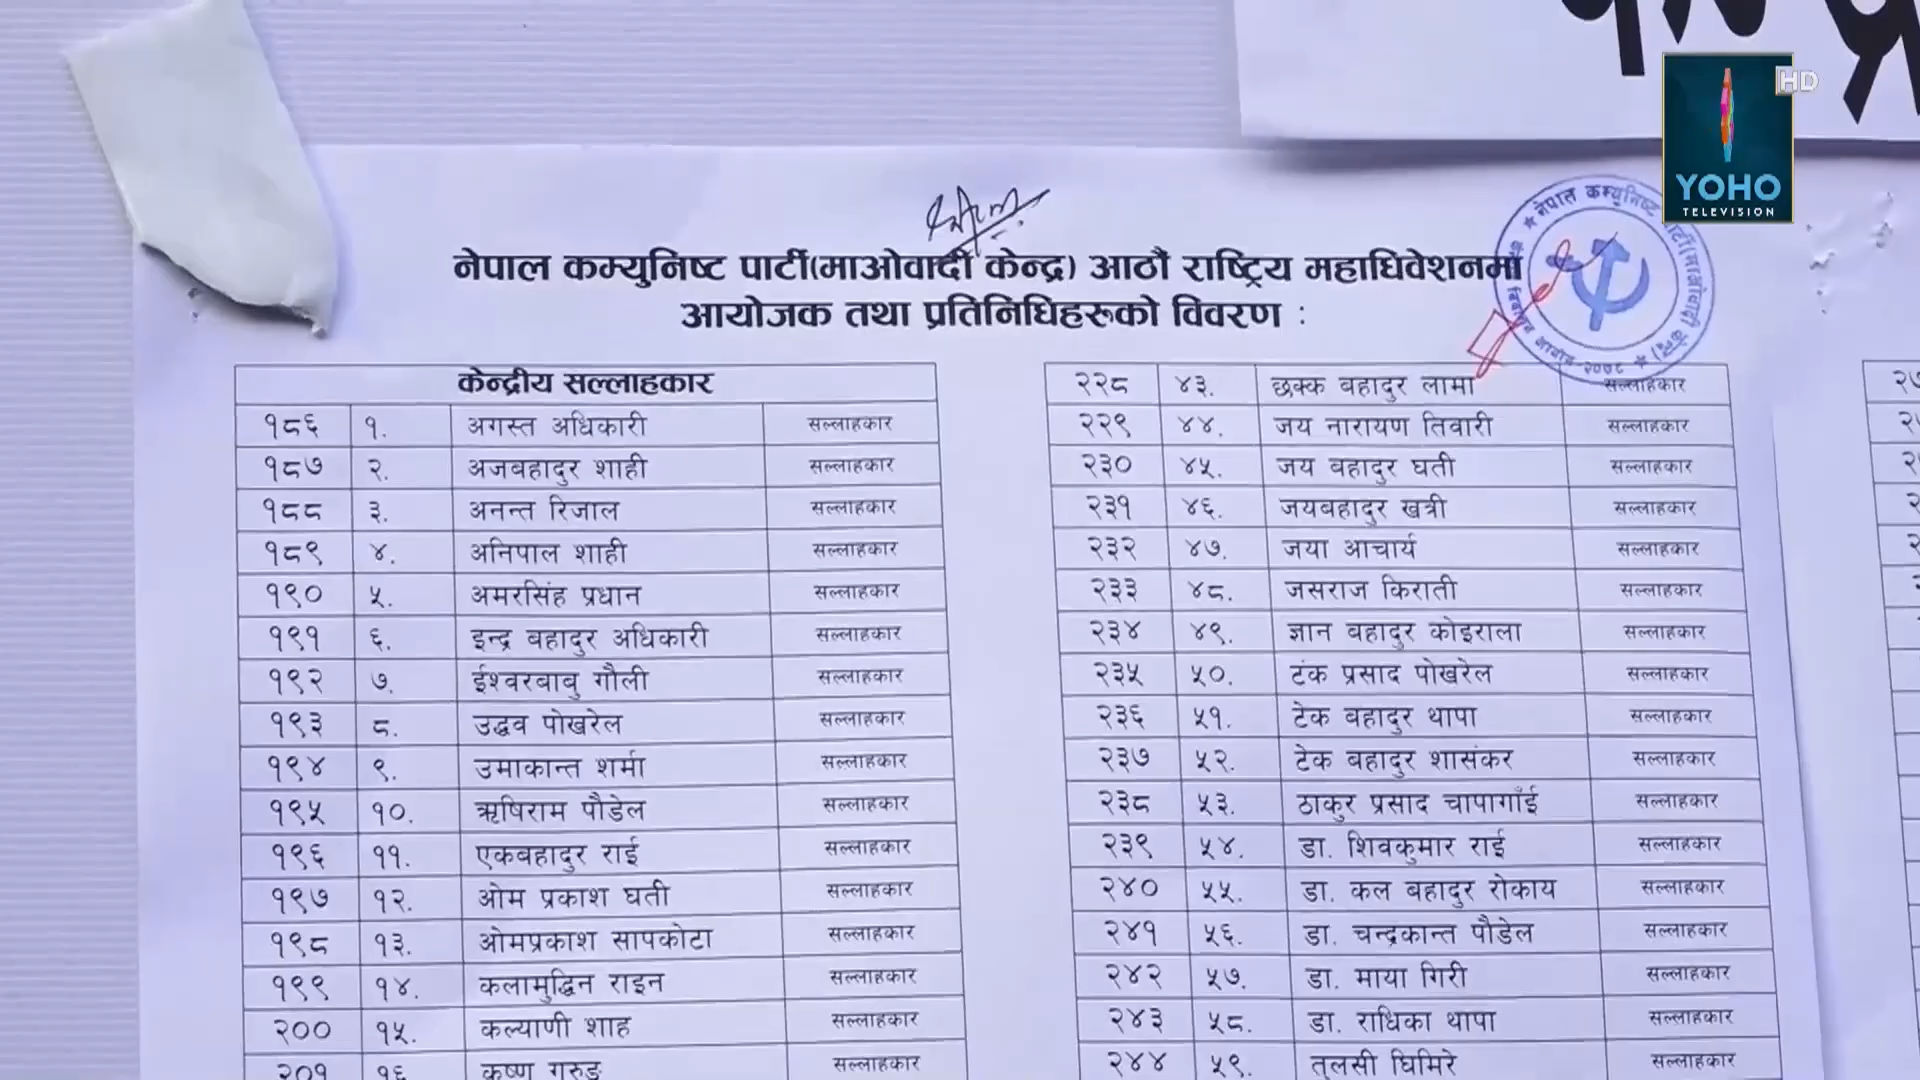 HD
YOHO
TELEVISION
नेपाल कम्युनिष्ट पार्टी(माओवादी केन्द्र) आठौं राष्ट्रिय महाधिवेशनमा
आयोजक तथा प्रतिनिधिहरुको विवरण :
केन्द्रीय सल्लाहकार
१८६ १. अगस्त अधिकारी सल्लाहकार
१८७ २. अजबहादुर शाही सल्लाहकार
१८८ ३. अनन्त रिजाल सल्लाहकार
१८९ ४. अनिपाल शाही सल्लाहकार
१९० ५. अमरसिंह प्रधान सल्लाहकार
१९१ ६. इन्द्र बहादुर अधिकारी सल्लाहकार
१९२ ७. ईश्वरबाबु गौली सल्लाहकार
१९३ ८. उद्धव पोखरेल सल्लाहकार
१९४ ९. उमाकान्त शर्मा सल्लाहकार
१९५ १०. ऋषिराम पौडेल सल्लाहकार
१९६ ११. एकबहादुर राई सल्लाहकार
१९७ १२. ओम प्रकाश घर्ती सल्लाहकार
१९८ १३. ओमप्रकाश सापकोटा सल्लाहकार
१९९ १४. कलामुद्धिन राइन सल्लाहकार
२०० १५. कल्याणी शाह सल्लाहकार
२०१ १६. कृष्ण गुरुङ सल्लाहकार
२२८ ४३. छक्क बहादुर लामा सल्लाहकार
२२९ ४४. जय नारायण तिवारी सल्लाहकार
२३० ४५. जय बहादुर घर्ती सल्लाहकार
२३१ ४६. जयबहादुर खत्री सल्लाहकार
२३२ ४७. जया आचार्य सल्लाहकार
२३३ ४८. जसराज किराती सल्लाहकार
२३४ ४९. ज्ञान बहादुर कोइराला सल्लाहकार
२३५ ५०. टंक प्रसाद पोखरेल सल्लाहकार
२३६ ५१. टेक बहादुर थापा सल्लाहकार
२३७ ५२. टेक बहादुर शासंकर सल्लाहकार
२३८ ५३. ठाकुर प्रसाद चापागाँई सल्लाहकार
२३९ ५४. डा. शिवकुमार राई सल्लाहकार
२४० ५५. डा. कल बहादुर रोकाय सल्लाहकार
२४१ ५६. डा. चन्द्रकान्त पौडेल सल्लाहकार
२४२ ५७. डा. माया गिरी सल्लाहकार
२४३ ५८. डा. राधिका थापा सल्लाहकार
२४४ ५९. तुलसी घिमिरे सल्लाहकार